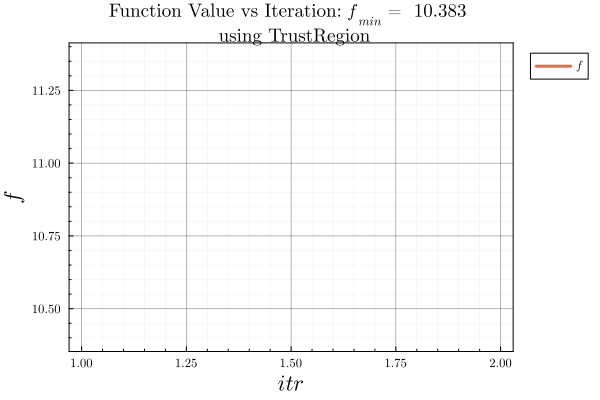 Function Value vs Iteration: f_min = 10.383
using TrustRegion
f
11.25
11.00
f
10.75
10.50
1.00 1.25 1.50 1.75 2.00
itr